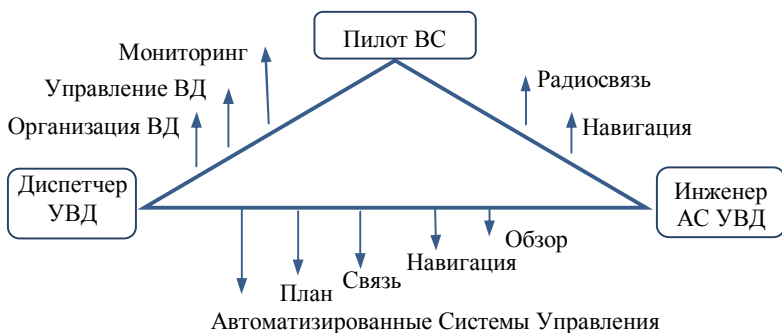 Пилот ВС
Мониторинг
Управление ВД
Организация ВД
Радиосвязь
Навигация
Диспетчер
УВД
Инженер
АС УВД
Обзор
Навигация
Связь
План
Автоматизированные Системы Управления